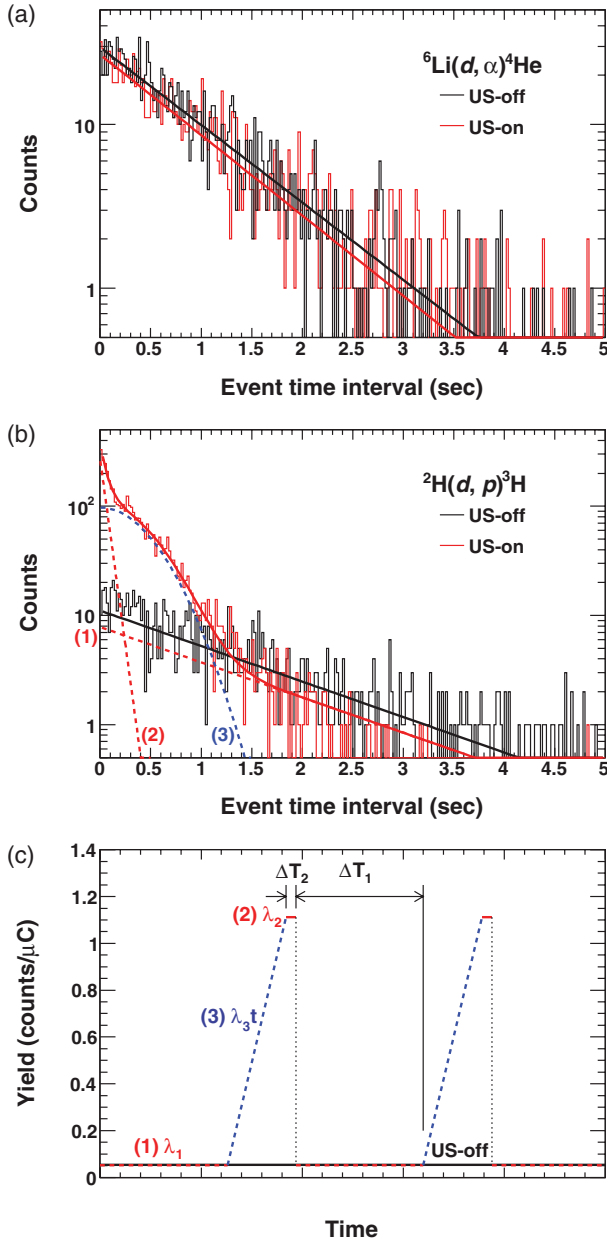 (a)
⁶Li(d, α)⁴He
US-off
US-on
10
1
Counts
0 0.5 1 1.5 2 2.5 3 3.5 4 4.5 5
Event time interval (sec)
(b)
²H(d, p)³H
US-off
US-on
10²
10
1
Counts
(1)
(2)
(3)
0 0.5 1 1.5 2 2.5 3 3.5 4 4.5 5
Event time interval (sec)
(c)
1.4
1.2
1
0.8
0.6
0.4
0.2
0
Yield (counts/μC)
ΔT₂
ΔT₁
(2) λ₂
(3) λ₃t
(1) λ₁
US-off
Time